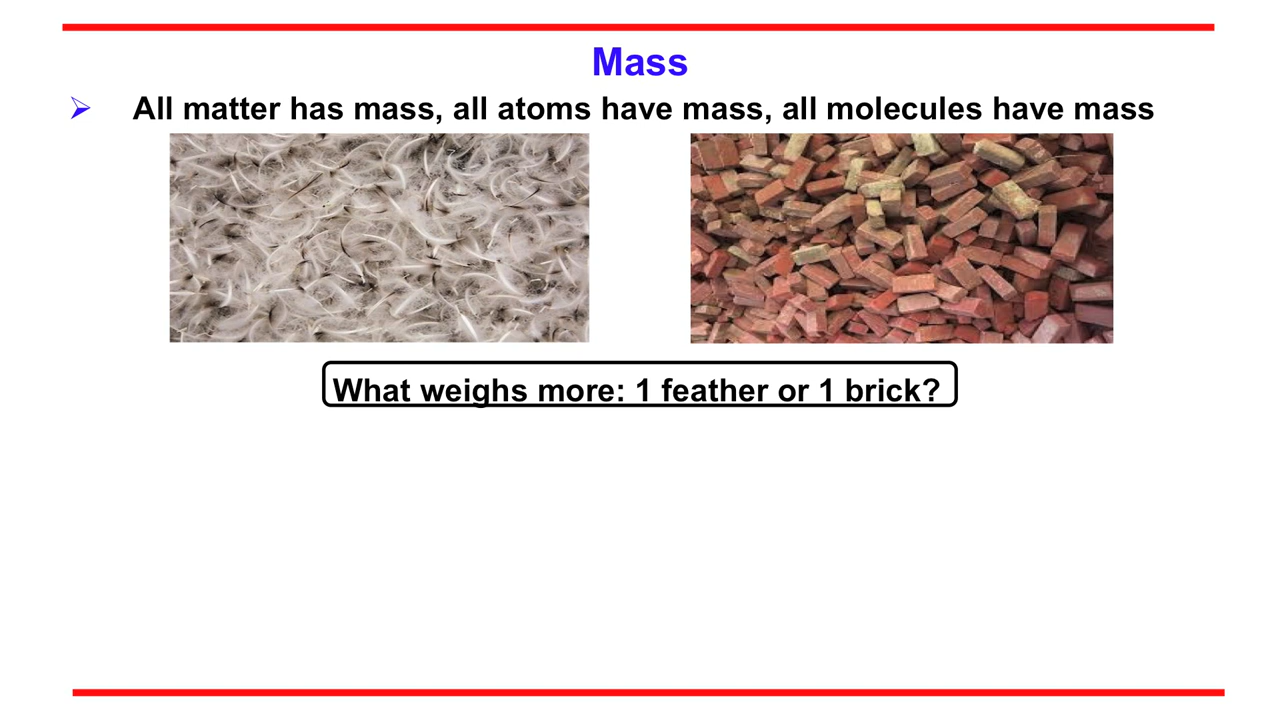 Mass
All matter has mass, all atoms have mass, all molecules have mass
What weighs more: 1 feather or 1 brick?